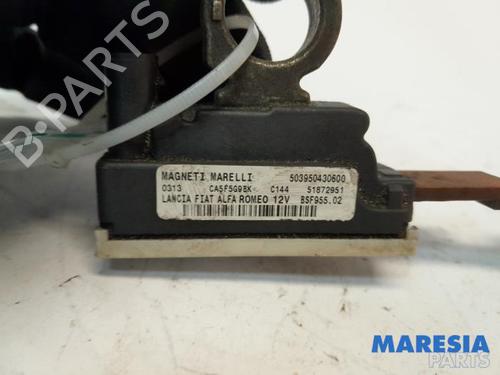 MAGNETI MARELLI 503950430600
0313 CA5F5G9BK C144 51872951
LANCIA FIAT ALFA ROMEO 12V BSF955.02
B-PARTS
MARESIA
PARTS